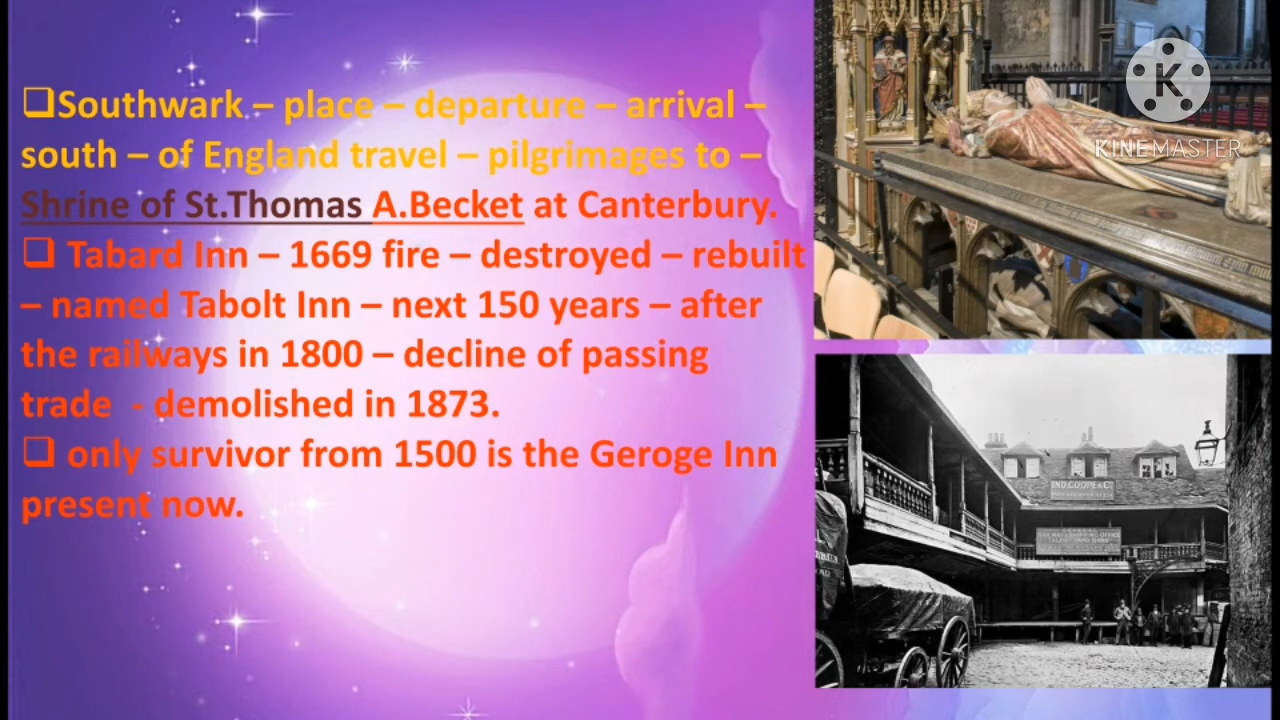 ❑Southwark – place – departure – arrival –
south – of England travel – pilgrimages to –
Shrine of St.Thomas A.Becket at Canterbury.
❑ Tabard Inn – 1669 fire – destroyed – rebuilt
– named Tabolt Inn – next 150 years – after
the railways in 1800 – decline of passing
trade - demolished in 1873.
❑ only survivor from 1500 is the Geroge Inn
present now.
K
KINEMASTER
IND COOPE & Co